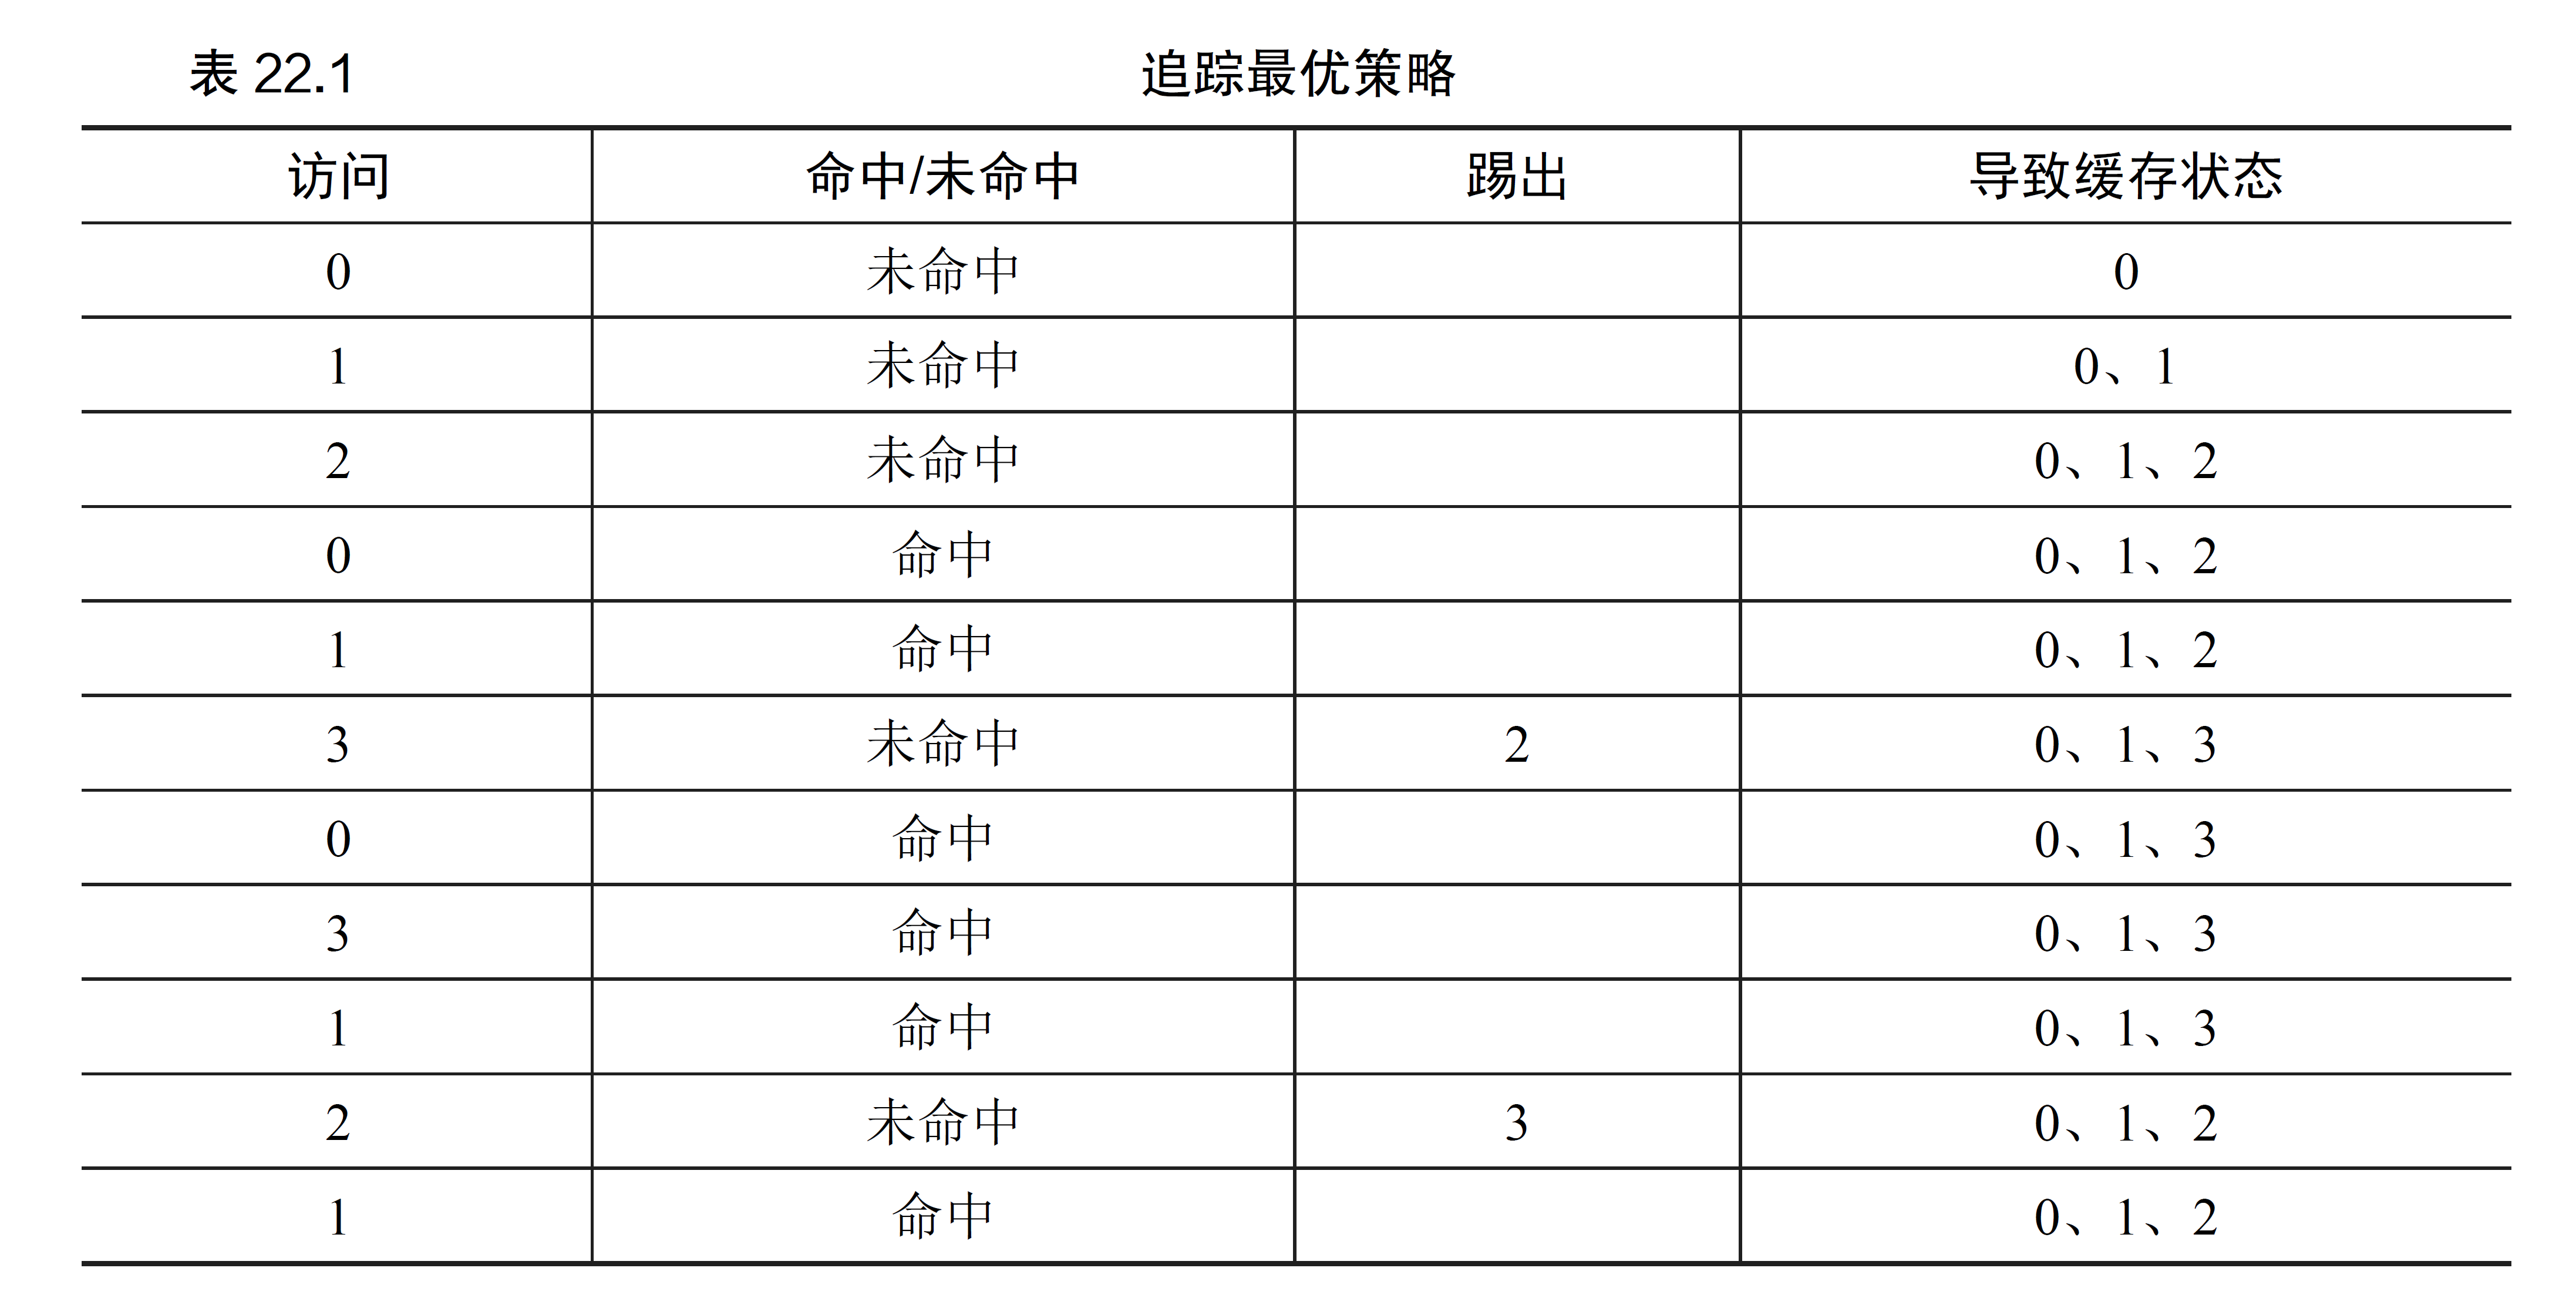 表 22.1 追踪最优策略
访问 命中/未命中 踢出 导致缓存状态
0 未命中 0
1 未命中 0、1
2 未命中 0、1、2
0 命中 0、1、2
1 命中 0、1、2
3 未命中 2 0、1、3
0 命中 0、1、3
3 命中 0、1、3
1 命中 0、1、3
2 未命中 3 0、1、2
1 命中 0、1、2